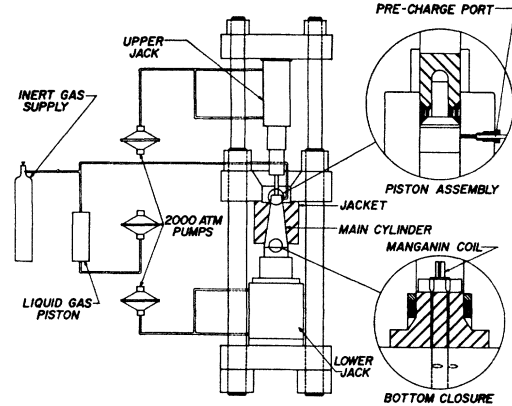 PRE-CHARGE PORT
UPPER
JACK
INERT GAS
SUPPLY
PISTON ASSEMBLY
JACKET
2000 ATM
PUMPS
MAIN CYLINDER
MANGANIN COIL
LIQUID GAS
PISTON
LOWER
JACK
BOTTOM CLOSURE